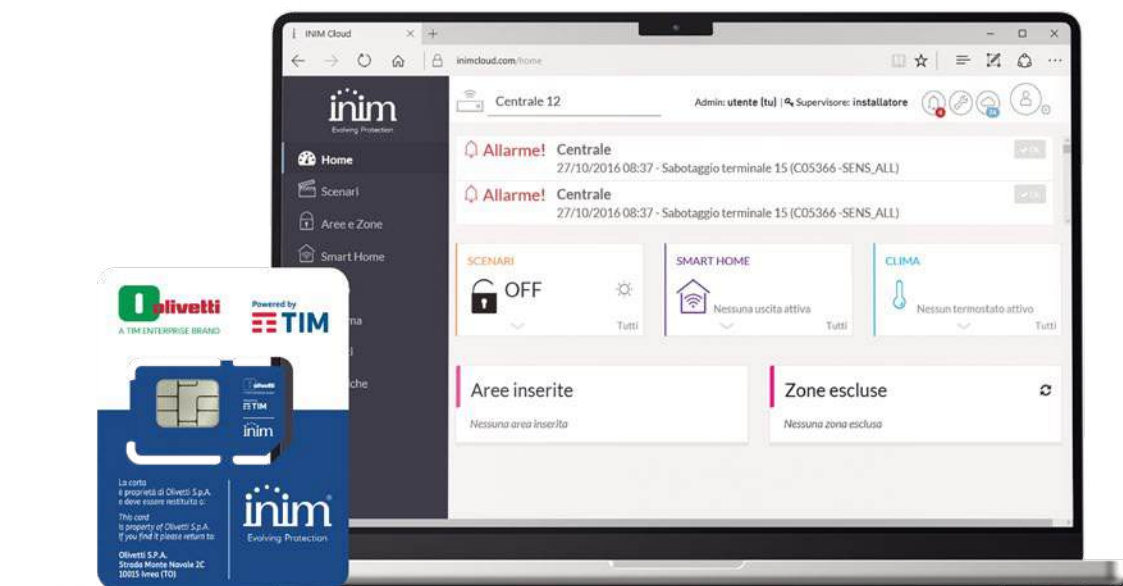 INIM Cloud
inimcloud.com/home
inim
Evolving Protection
Centrale 12
Admin: utente (tu) | Supervisore: installatore
4
Home
Scenari
Aree e Zone
Smart Home
Allarme! Centrale
27/10/2016 08:37 - Sabotaggio terminale 15 (C05366 -SENS_ALL)
Ok
Allarme! Centrale
27/10/2016 08:37 - Sabotaggio terminale 15 (C05366 -SENS_ALL)
Ok
SCENARI
OFF
Tutti
SMART HOME
Nessuna uscita attiva
Tutti
CLIMA
Nessun termostato attivo
Tutti
Aree inserite
Nessuna area inserita
Zone escluse
Nessuna zona esclusa
olivetti
A TIM ENTERPRISE BRAND
Powered by
TIM
olivetti
TIM
inim
La carta
è proprietà di Olivetti S.p.A.
e deve essere restituita a:
This card
is property of Olivetti S.p.A.
If you find it please return to:
Olivetti S.P.A.
Strada Monte Navale 2C
10015 Ivrea (TO)
inim
Evolving Protection